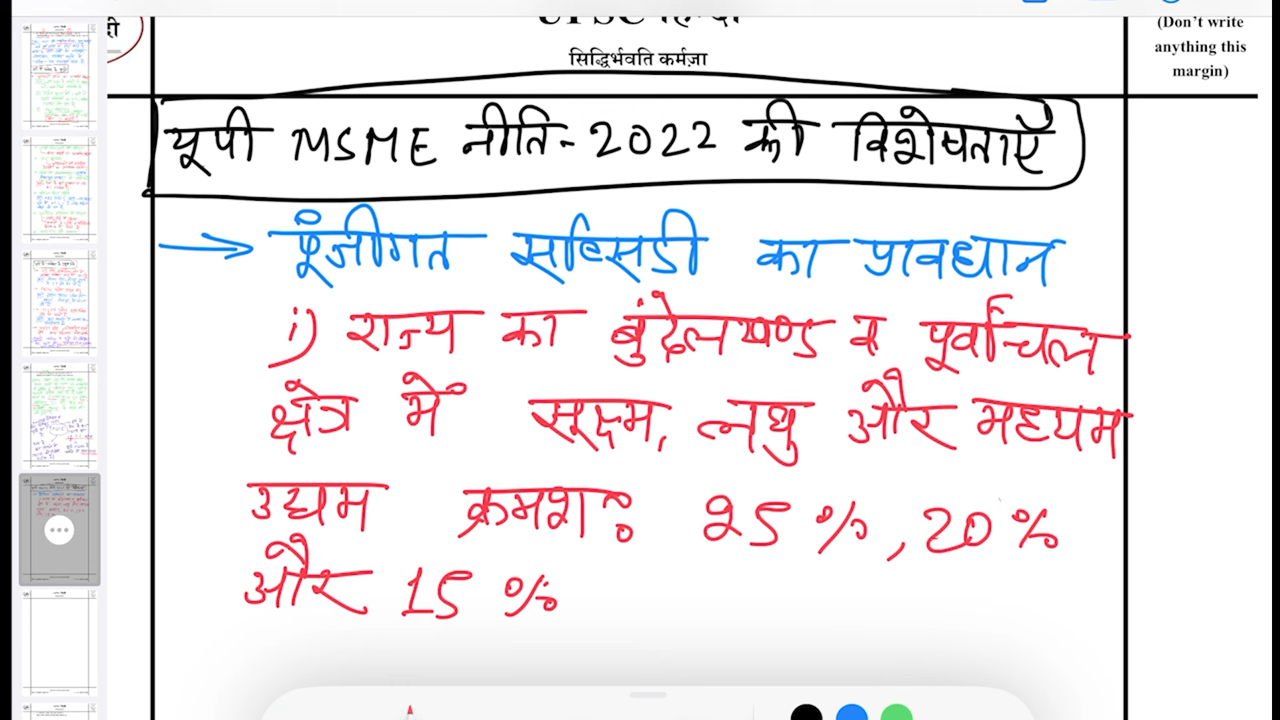 UPSC हिन्दी
(Don't write
anything this
margin)
सिद्धिर्भवति कर्मज़ा
यूपी MSME नीति-2022 की विशेषताएँ
→ पूंजीगत सब्सिडी का प्रावधान
i) राज्य का बुंदेलखण्ड व पूर्वांचल
क्षेत्र में सूक्ष्म, लघु और मध्यम
उद्यम क्रमशः 25%, 20%
और 15%